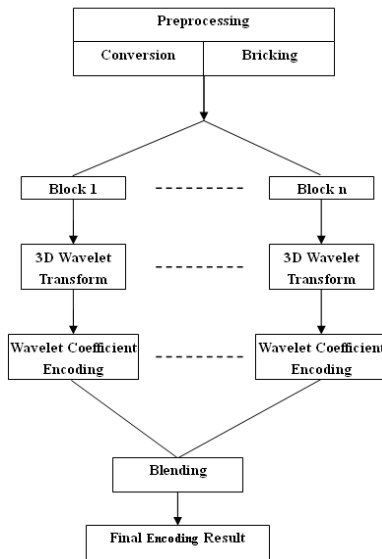 Preprocessing
Conversion
Bricking
Block 1
Block n
3D Wavelet
Transform
3D Wavelet
Transform
Wavelet Coefficient
Encoding
Wavelet Coefficient
Encoding
Blending
Final Encoding Result